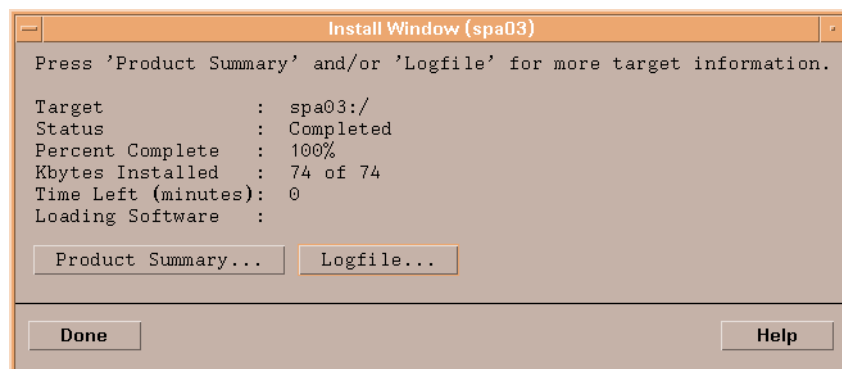 Install Window (spa03)
Press 'Product Summary' and/or 'Logfile' for more target information.
Target : spa03:/
Status : Completed
Percent Complete : 100%
Kbytes Installed : 74 of 74
Time Left (minutes): 0
Loading Software :
Product Summary... Logfile...
Done Help